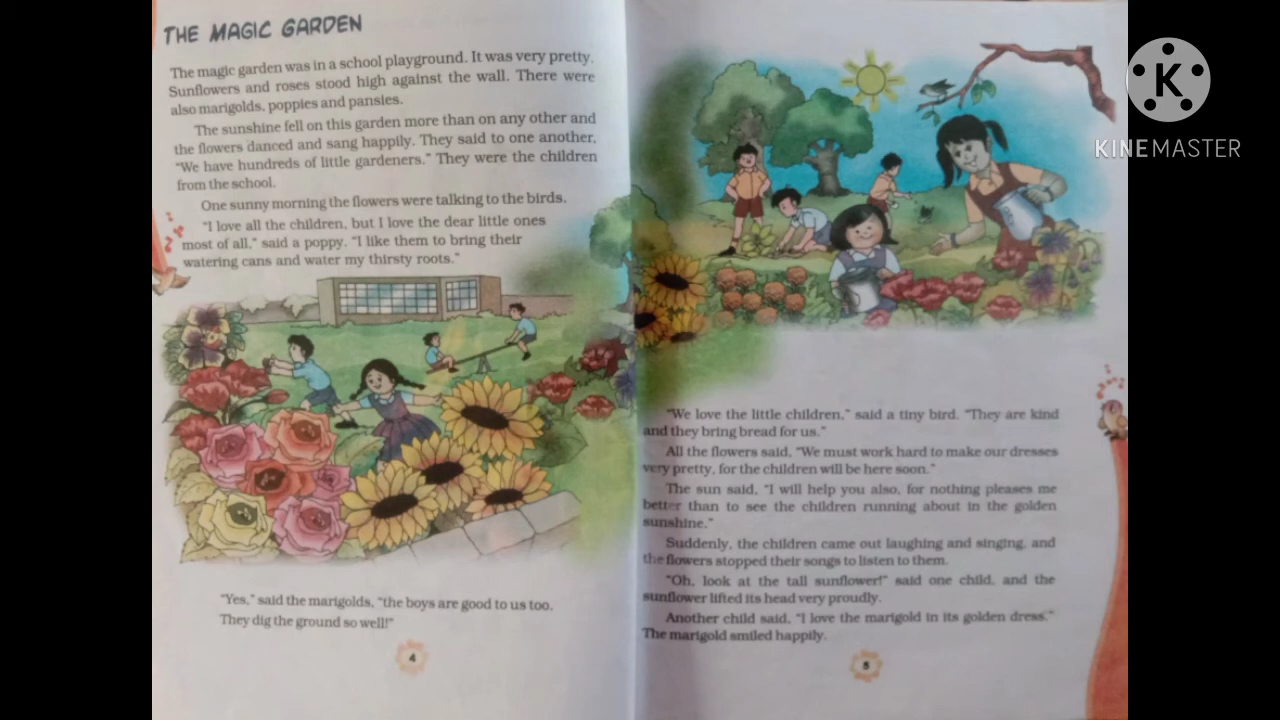 THE MAGIC GARDEN
The magic garden was in a school playground. It was very pretty.
Sunflowers and roses stood high against the wall. There were
also marigolds, poppies and pansies.
The sunshine fell on this garden more than on any other and
the flowers danced and sang happily. They said to one another,
"We have hundreds of little gardeners." They were the children
from the school.
One sunny morning the flowers were talking to the birds.
"I love all the children, but I love the dear little ones
most of all," said a poppy. "I like them to bring their
watering cans and water my thirsty roots."
"Yes," said the marigolds, "the boys are good to us too.
They dig the ground so well!"
4
"We love the little children," said a tiny bird. "They are kind
and they bring bread for us."
All the flowers said, "We must work hard to make our dresses
very pretty, for the children will be here soon."
The sun said, "I will help you also, for nothing pleases me
better than to see the children running about in the golden
sunshine."
Suddenly, the children came out laughing and singing, and
the flowers stopped their songs to listen to them.
"Oh, look at the tall sunflower!" said one child, and the
sunflower lifted its head very proudly.
Another child said, "I love the marigold in its golden dress."
The marigold smiled happily.
5
K
KINEMASTER